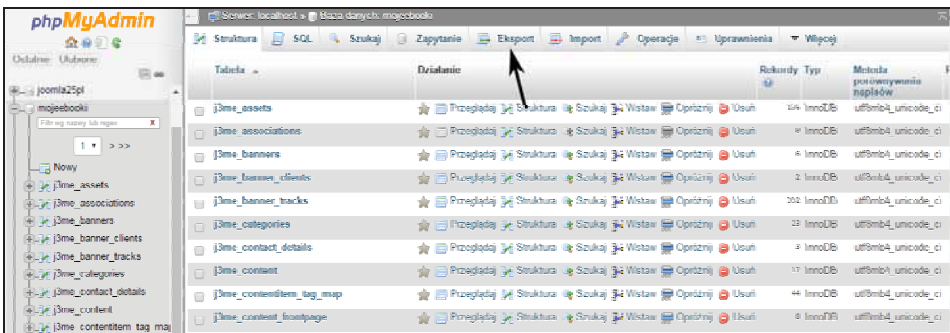 phpMyAdmin
Ostatnie Ulubione
joomla25pl
mojeebooki
Filtruj nazwy lub regex X
1 > >>
Nowy
j3me_assets
j3me_associations
j3me_banners
j3me_banner_clients
j3me_banner_tracks
j3me_categories
j3me_contact_details
j3me_content
j3me_contentitem_tag_map
Serwer: localhost » Baza danych: mojeebooki
Struktura SQL Szukaj Zapytanie Eksport Import Operacje Uprawnienia Więcej
Tabela Działanie Rekordy Typ Metoda porównywania napisów
j3me_assets Przeglądaj Struktura Szukaj Wstaw Opróżnij Usuń InnoDB utf8mb4_unicode_ci
j3me_associations Przeglądaj Struktura Szukaj Wstaw Opróżnij Usuń InnoDB utf8mb4_unicode_ci
j3me_banners Przeglądaj Struktura Szukaj Wstaw Opróżnij Usuń InnoDB utf8mb4_unicode_ci
j3me_banner_clients Przeglądaj Struktura Szukaj Wstaw Opróżnij Usuń 2 InnoDB utf8mb4_unicode_ci
j3me_banner_tracks Przeglądaj Struktura Szukaj Wstaw Opróżnij Usuń 202 InnoDB utf8mb4_unicode_ci
j3me_categories Przeglądaj Struktura Szukaj Wstaw Opróżnij Usuń 23 InnoDB utf8mb4_unicode_ci
j3me_contact_details Przeglądaj Struktura Szukaj Wstaw Opróżnij Usuń InnoDB utf8mb4_unicode_ci
j3me_content Przeglądaj Struktura Szukaj Wstaw Opróżnij Usuń 17 InnoDB utf8mb4_unicode_ci
j3me_contentitem_tag_map Przeglądaj Struktura Szukaj Wstaw Opróżnij Usuń 44 InnoDB utf8mb4_unicode_ci
j3me_content_frontpage Przeglądaj Struktura Szukaj Wstaw Opróżnij Usuń InnoDB utf8mb4_unicode_ci